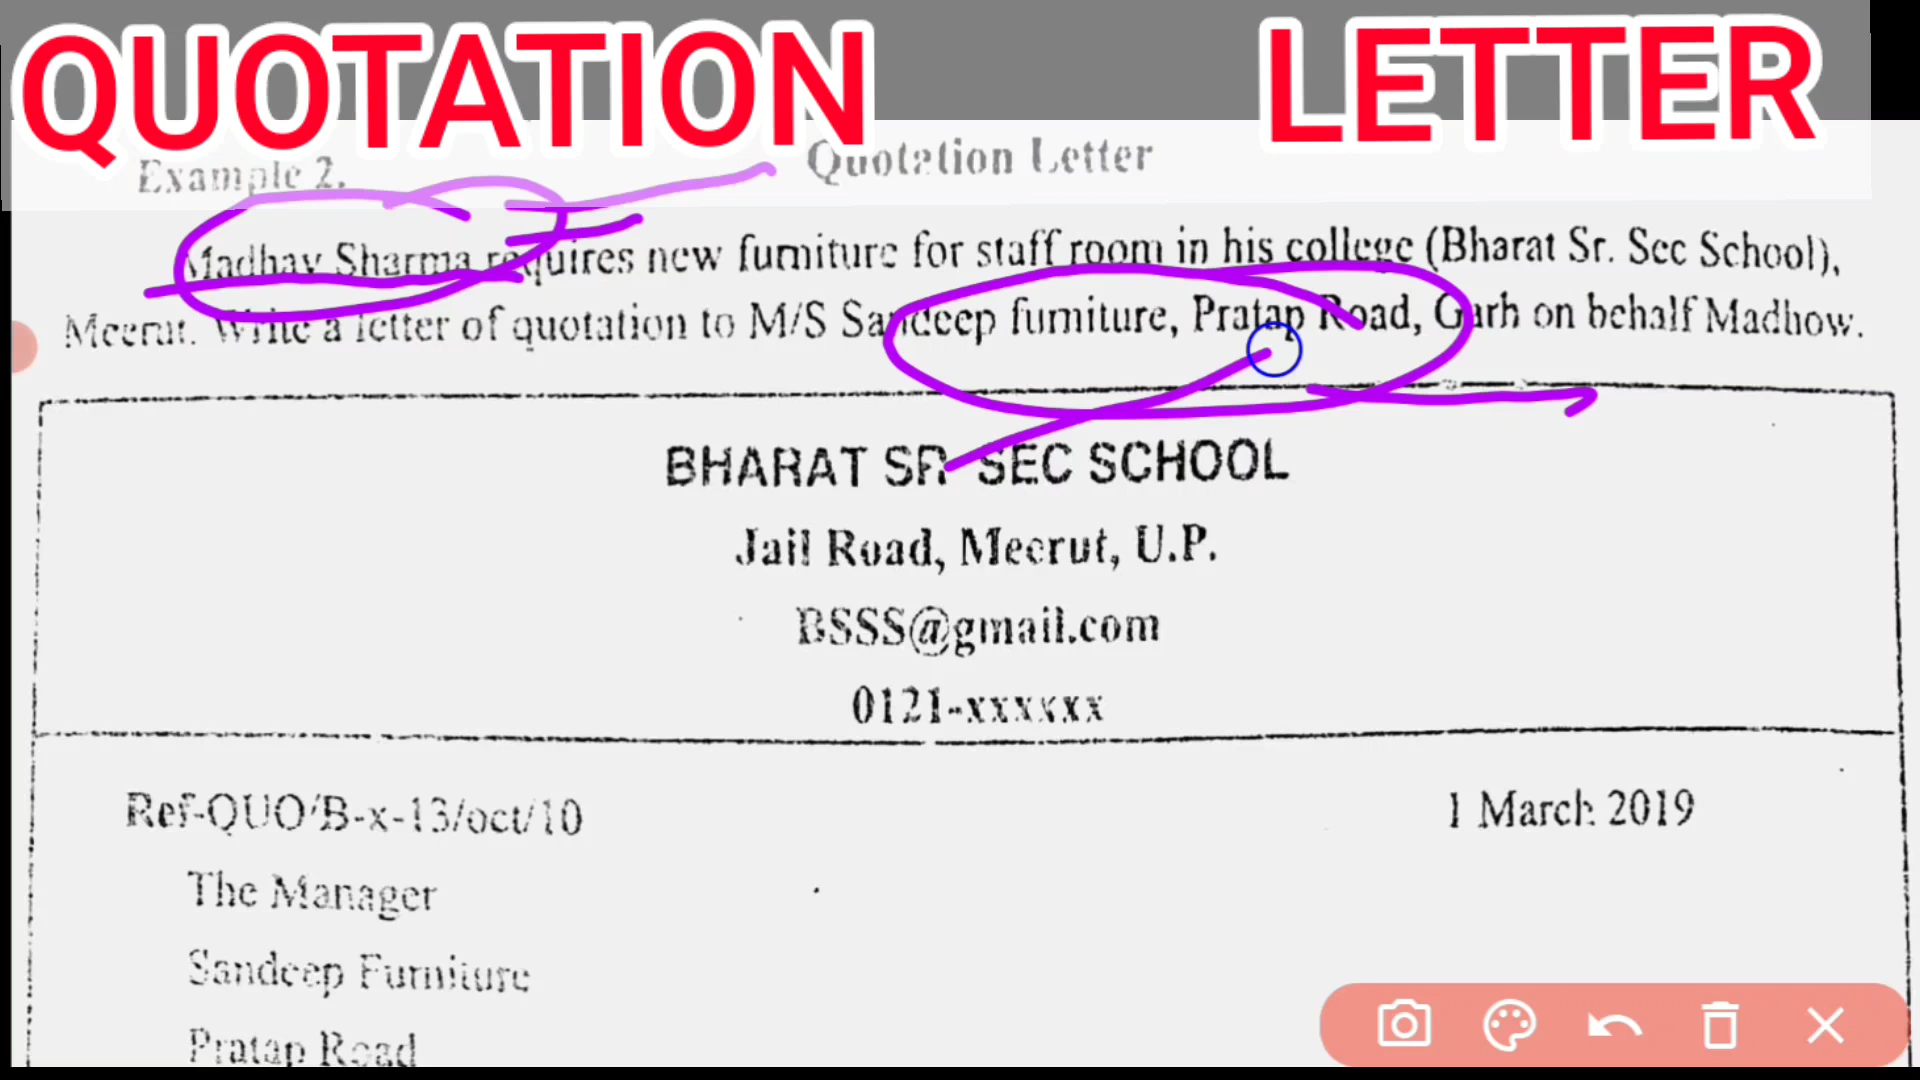 QUOTATION LETTER
Example 2. Quotation Letter
Madhav Sharma requires new furniture for staff room in his college (Bharat Sr. Sec School),
Meerut. Write a letter of quotation to M/S Sandeep furniture, Pratap Road, Garh on behalf Madhow.
BHARAT SR SEC SCHOOL
Jail Road, Meerut, U.P.
BSSS@gmail.com
0121-xxxxxx
Ref-QUO/B-x-13/oct/10 1 March 2019
The Manager
Sandeep Furniture
Pratap Road